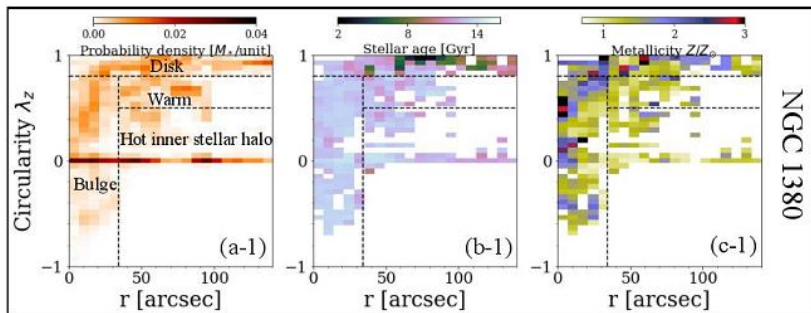 0.00 0.02 0.04
Probability density [M⋆/unit]
2 6 10 14
Stellar age [Gyr]
1 2 3
Metallicity Z/Z⊙
Circularity λz
1
0
−1
Disk
Warm
Hot inner stellar halo
Bulge
(a-1)
0 50 100
r [arcsec]
1
0
−1
(b-1)
0 50 100
r [arcsec]
1
0
−1
(c-1)
0 50 100
r [arcsec]
NGC 1380